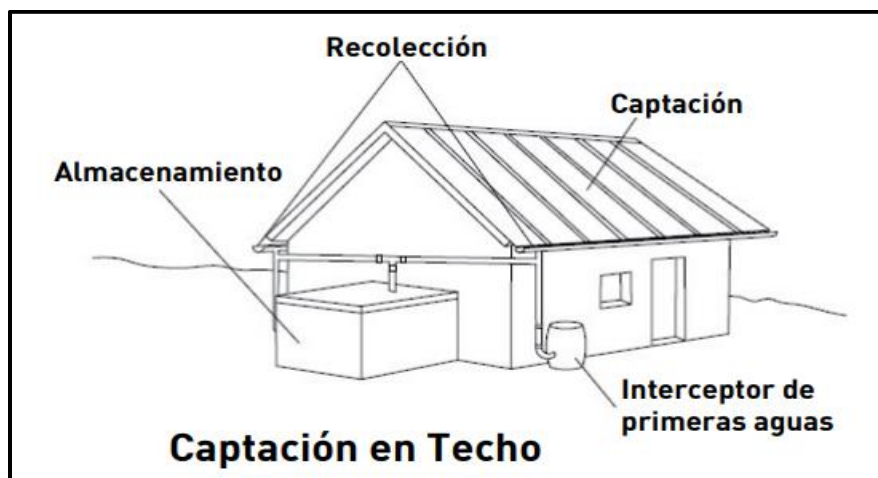 Recolección
Captación
Almacenamiento
Interceptor de
primeras aguas
Captación en Techo